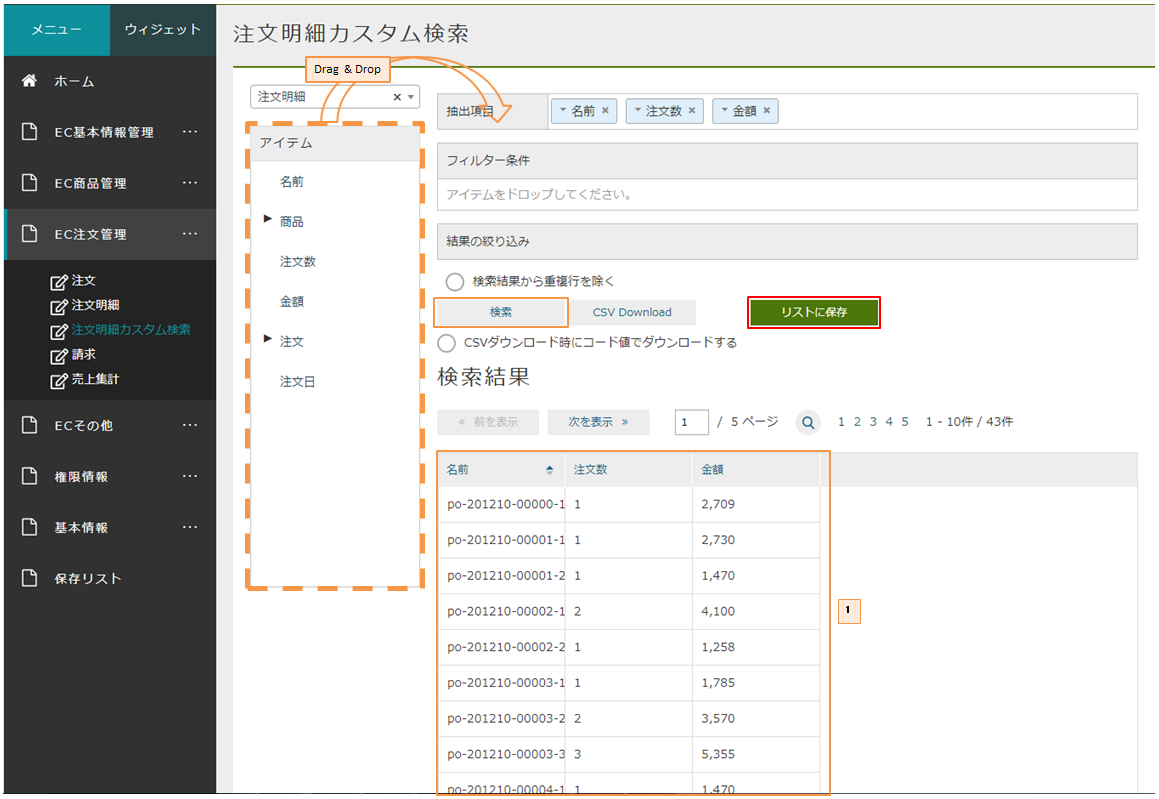 メニュー
ウィジェット
ホーム
EC基本情報管理 ···
EC商品管理 ···
EC注文管理 ···
注文
注文明細
注文明細カスタム検索
請求
売上集計
ECその他 ···
権限情報 ···
基本情報 ···
保存リスト
注文明細カスタム検索
Drag & Drop
注文明細 ×
アイテム
名前
商品
注文数
金額
注文
注文日
抽出項目 名前 × 注文数 × 金額 ×
フィルター条件
アイテムをドロップしてください。
結果の絞り込み
検索結果から重複行を除く
検索 CSV Download リストに保存
CSVダウンロード時にコード値でダウンロードする
検索結果
« 前を表示 次を表示 » 1 / 5 ページ 1 2 3 4 5 1 - 10件 / 43件
名前 注文数 金額
po-201210-00000-1 1 2,709
po-201210-00001-1 1 2,730
po-201210-00001-2 1 1,470
po-201210-00002-1 2 4,100
po-201210-00002-2 1 1,258
po-201210-00003-1 1 1,785
po-201210-00003-2 2 3,570
po-201210-00003-3 3 5,355
po-201210-00004-1 1 1,470
1